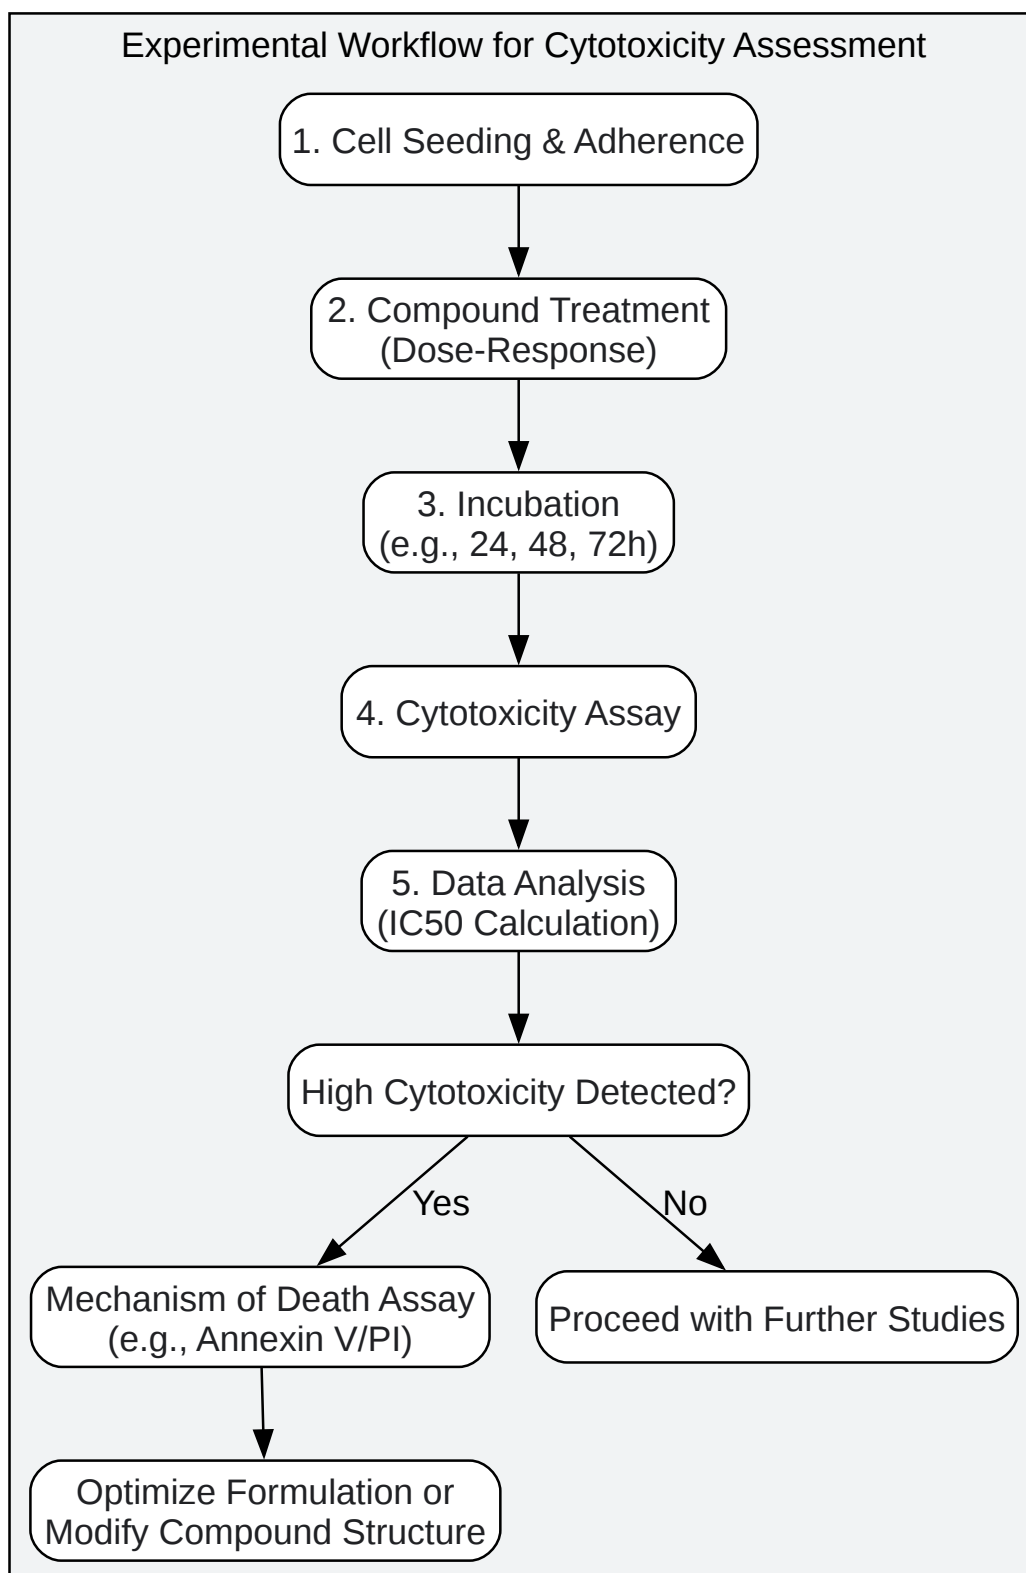 Experimental Workflow for Cytotoxicity Assessment
1. Cell Seeding & Adherence
2. Compound Treatment
(Dose-Response)
3. Incubation
(e.g., 24, 48, 72h)
4. Cytotoxicity Assay
5. Data Analysis
(IC50 Calculation)
High Cytotoxicity Detected?
Yes
No
Mechanism of Death Assay
(e.g., Annexin V/PI)
Proceed with Further Studies
Optimize Formulation or
Modify Compound Structure